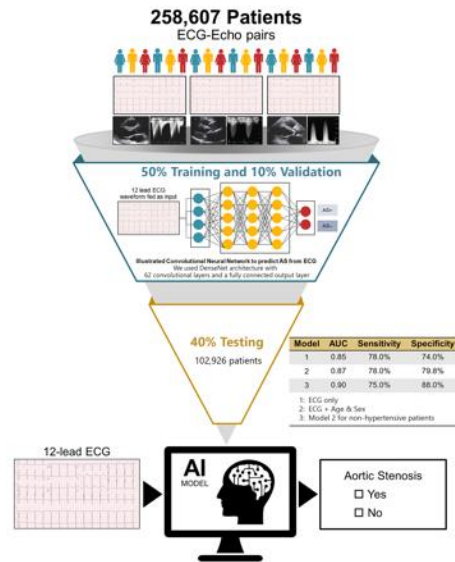 258,607 Patients
ECG-Echo pairs
50% Training and 10% Validation
12 lead ECG
waveform fed as input
Illustrated Convolutional Neural Network to predict AS from ECG
We used DenseNet architecture with
62 convolutional layers and a fully connected output layer
40% Testing
102,926 patients
Model AUC Sensitivity Specificity
1 0.85 78.0% 74.0%
2 0.87 78.0% 79.8%
3 0.90 75.0% 88.0%
1: ECG only
2: ECG + Age & Sex
3: Model 2 for non-hypertensive patients
12-lead ECG
AI
MODEL
Aortic Stenosis
Yes
No